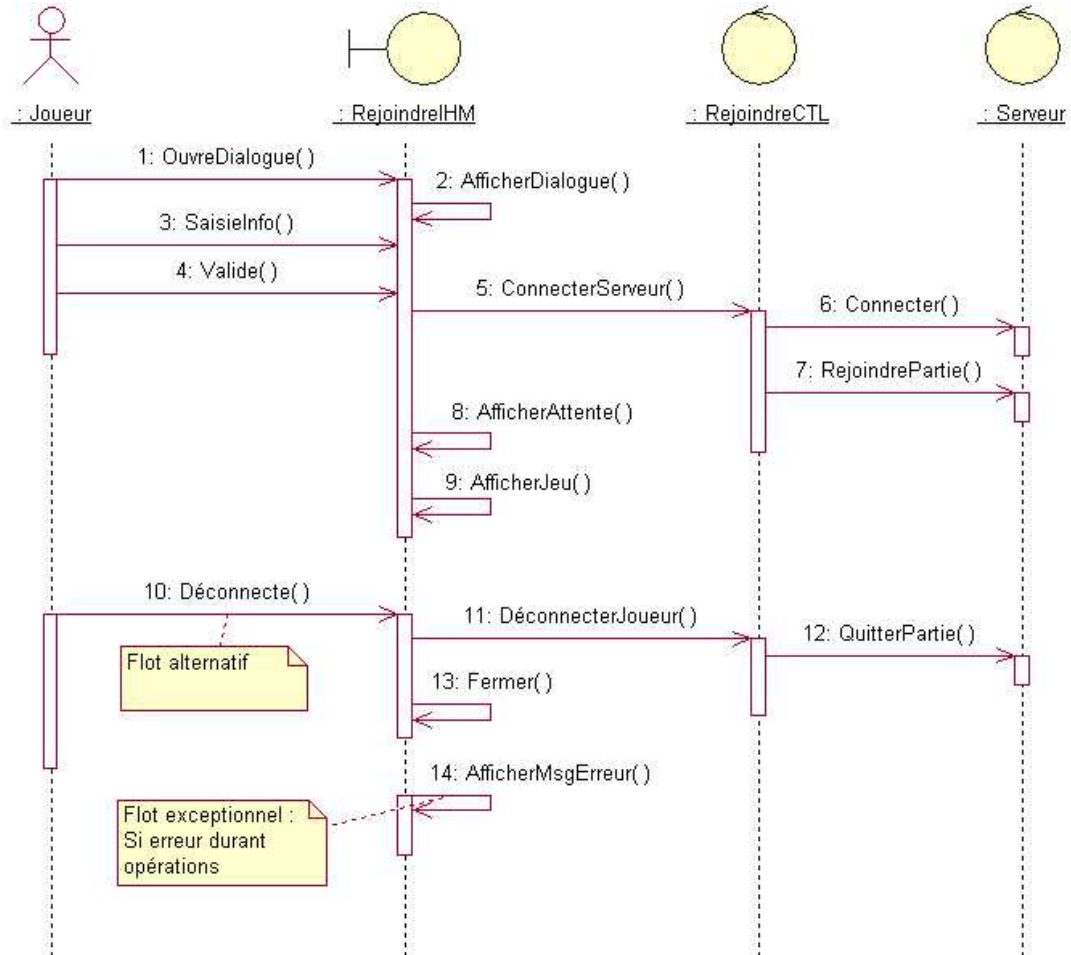 : Joueur
: RejoindreIHM
: RejoindreCTL
: Serveur
1: OuvreDialogue( )
2: AfficherDialogue( )
3: SaisieInfo( )
4: Valide( )
5: ConnecterServeur( )
6: Connecter( )
7: RejoindrePartie( )
8: AfficherAttente( )
9: AfficherJeu( )
10: Déconnecte( )
11: DéconnecterJoueur( )
12: QuitterPartie( )
Flot alternatif
13: Fermer( )
14: AfficherMsgErreur( )
Flot exceptionnel :
Si erreur durant
opérations